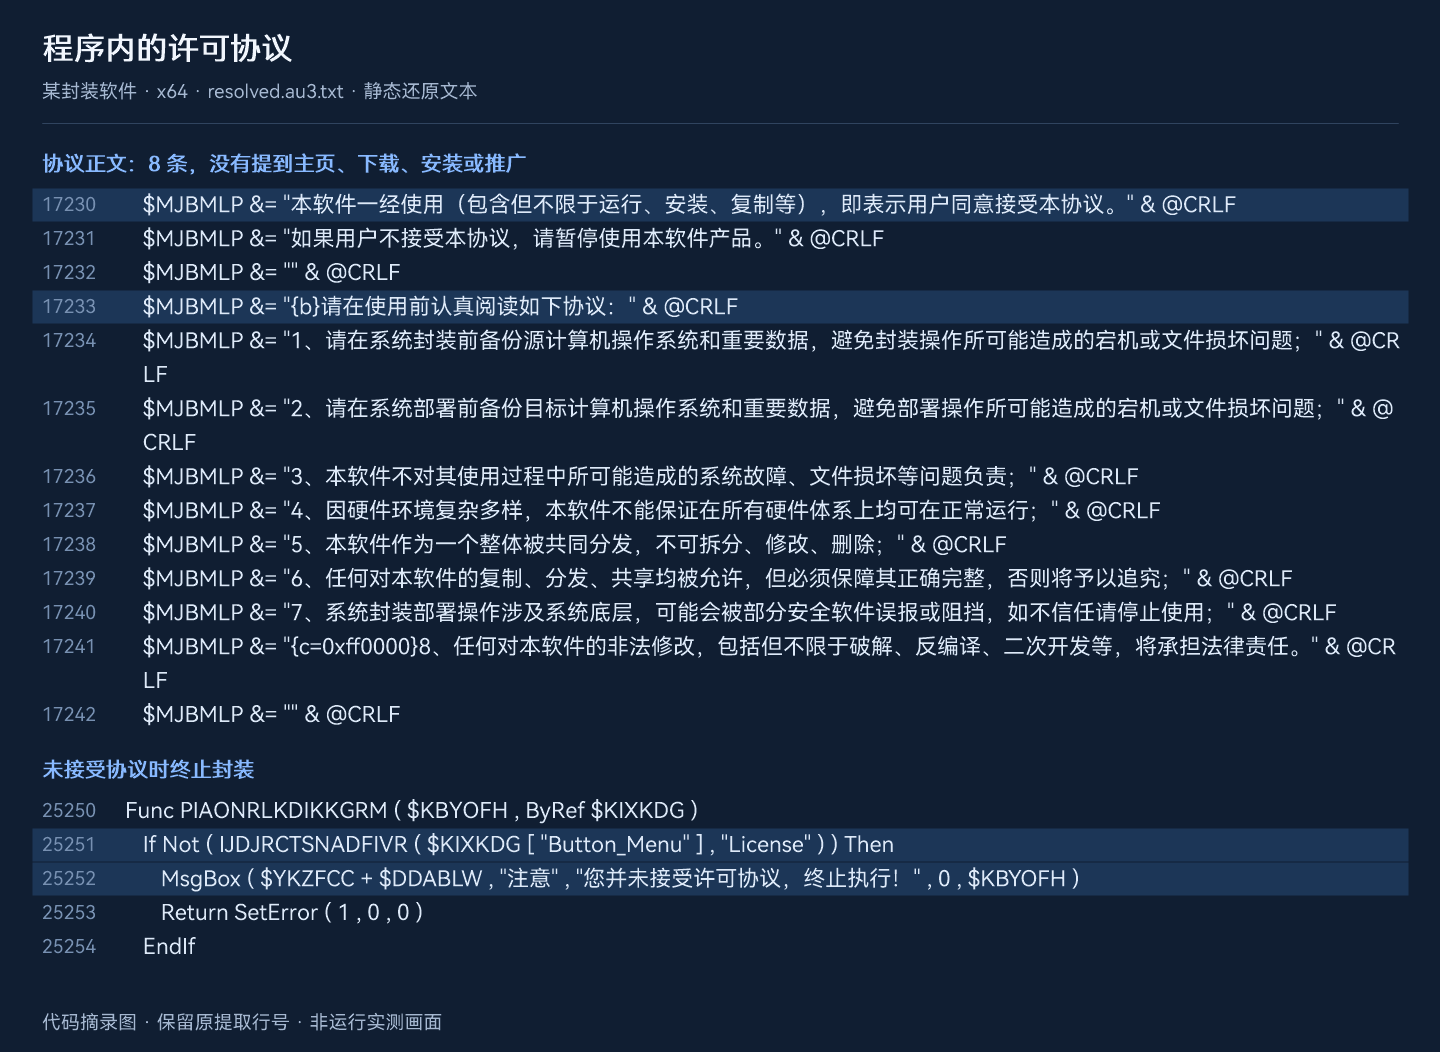 程序内的许可协议
某封装软件 · x64 · resolved.au3.txt · 静态还原文本
协议正文：8 条，没有提到主页、下载、安装或推广
17230 $MJBMLP &= "本软件一经使用（包含但不限于运行、安装、复制等），即表示用户同意接受本协议。" & @CRLF
17231 $MJBMLP &= "如果用户不接受本协议，请暂停使用本软件产品。" & @CRLF
17232 $MJBMLP &= "" & @CRLF
17233 $MJBMLP &= "{b}请在使用前认真阅读如下协议：" & @CRLF
17234 $MJBMLP &= "1、请在系统封装前备份源计算机操作系统和重要数据，避免封装操作所可能造成的宕机或文件损坏问题；" & @CR
LF
17235 $MJBMLP &= "2、请在系统部署前备份目标计算机操作系统和重要数据，避免部署操作所可能造成的宕机或文件损坏问题；" & @
CRLF
17236 $MJBMLP &= "3、本软件不对其使用过程中所可能造成的系统故障、文件损坏等问题负责；" & @CRLF
17237 $MJBMLP &= "4、因硬件环境复杂多样，本软件不能保证在所有硬件体系上均可在正常运行；" & @CRLF
17238 $MJBMLP &= "5、本软件作为一个整体被共同分发，不可拆分、修改、删除；" & @CRLF
17239 $MJBMLP &= "6、任何对本软件的复制、分发、共享均被允许，但必须保障其正确完整，否则将予以追究；" & @CRLF
17240 $MJBMLP &= "7、系统封装部署操作涉及系统底层，可能会被部分安全软件误报或阻挡，如不信任请停止使用；" & @CRLF
17241 $MJBMLP &= "{c=0xff0000}8、任何对本软件的非法修改，包括但不限于破解、反编译、二次开发等，将承担法律责任。" & @CR
LF
17242 $MJBMLP &= "" & @CRLF
未接受协议时终止封装
25250 Func PIAONRLKDIKKGRM ( $KBYOFH , ByRef $KIXKDG )
25251 If Not ( IJDJRCTSNADFIVR ( $KIXKDG [ "Button_Menu" ] , "License" ) ) Then
25252 MsgBox ( $YKZFCC + $DDABLW , "注意" , "您并未接受许可协议，终止执行！" , 0 , $KBYOFH )
25253 Return SetError ( 1 , 0 , 0 )
25254 EndIf
代码摘录图 · 保留原提取行号 · 非运行实测画面